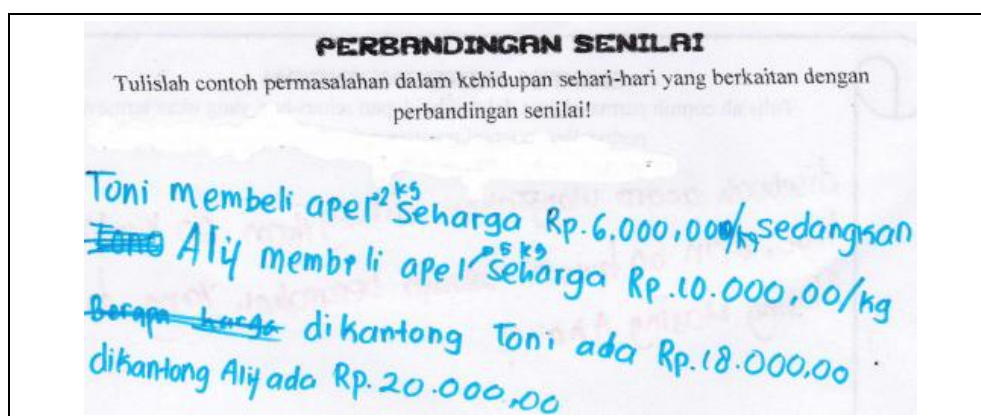 PERBANDINGAN SENILAI
Tulislah contoh permasalahan dalam kehidupan sehari-hari yang berkaitan dengan
perbandingan senilai!
Toni membeli apel 2 kg seharga Rp. 6.000,00/kg sedangkan
Alif membeli apel 5 kg seharga Rp. 10.000,00/kg
Berapa harga dikantong Toni ada Rp. 18.000,00
dikantong Alif ada Rp. 20.000,00